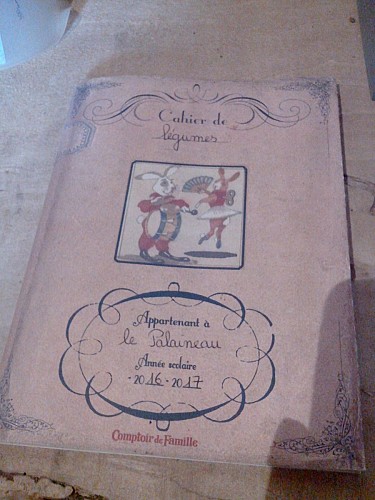 Cahier de
légumes
Appartenant à
le Palaineau
Année scolaire
-2016-2017
Comptoir de Famille